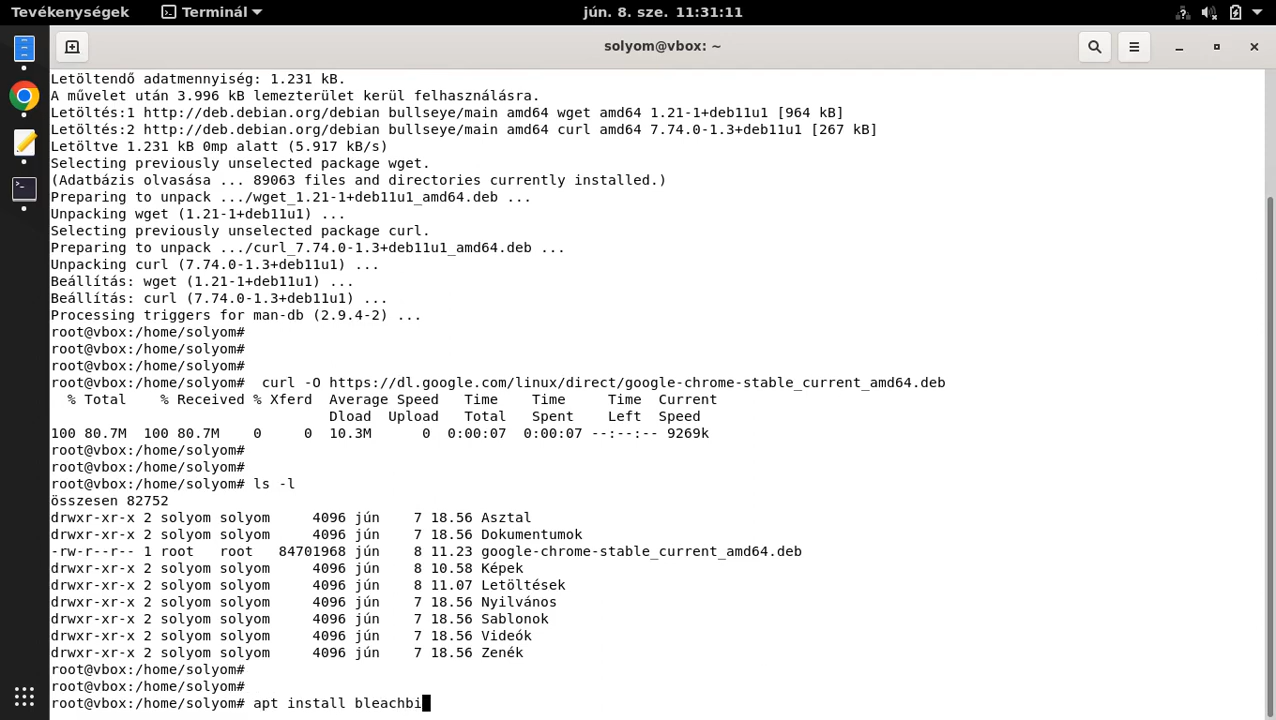 Tevékenységek Terminál jún. 8. sze. 11:31:11
solyom@vbox: ~
Letöltendő adatmennyiség: 1.231 kB.
A művelet után 3.996 kB lemezterület kerül felhasználásra.
Letöltés:1 http://deb.debian.org/debian bullseye/main amd64 wget amd64 1.21-1+deb11u1 [964 kB]
Letöltés:2 http://deb.debian.org/debian bullseye/main amd64 curl amd64 7.74.0-1.3+deb11u1 [267 kB]
Letöltve 1.231 kB 0mp alatt (5.917 kB/s)
Selecting previously unselected package wget.
(Adatbázis olvasása ... 89063 files and directories currently installed.)
Preparing to unpack .../wget_1.21-1+deb11u1_amd64.deb ...
Unpacking wget (1.21-1+deb11u1) ...
Selecting previously unselected package curl.
Preparing to unpack .../curl_7.74.0-1.3+deb11u1_amd64.deb ...
Unpacking curl (7.74.0-1.3+deb11u1) ...
Beállítás: wget (1.21-1+deb11u1) ...
Beállítás: curl (7.74.0-1.3+deb11u1) ...
Processing triggers for man-db (2.9.4-2) ...
root@vbox:/home/solyom#
root@vbox:/home/solyom#
root@vbox:/home/solyom#
root@vbox:/home/solyom#  curl -O https://dl.google.com/linux/direct/google-chrome-stable_current_amd64.deb
  % Total    % Received % Xferd  Average Speed   Time    Time     Time  Current
                                 Dload  Upload   Total   Spent    Left  Speed
100 80.7M  100 80.7M    0     0  10.3M      0  0:00:07  0:00:07 --:--:-- 9269k
root@vbox:/home/solyom#
root@vbox:/home/solyom#
root@vbox:/home/solyom# ls -l
összesen 82752
drwxr-xr-x 2 solyom solyom     4096 jún    7 18.56 Asztal
drwxr-xr-x 2 solyom solyom     4096 jún    7 18.56 Dokumentumok
-rw-r--r-- 1 root   root   84701968 jún    8 11.23 google-chrome-stable_current_amd64.deb
drwxr-xr-x 2 solyom solyom     4096 jún    8 10.58 Képek
drwxr-xr-x 2 solyom solyom     4096 jún    8 11.07 Letöltések
drwxr-xr-x 2 solyom solyom     4096 jún    7 18.56 Nyilvános
drwxr-xr-x 2 solyom solyom     4096 jún    7 18.56 Sablonok
drwxr-xr-x 2 solyom solyom     4096 jún    7 18.56 Videók
drwxr-xr-x 2 solyom solyom     4096 jún    7 18.56 Zenék
root@vbox:/home/solyom#
root@vbox:/home/solyom#
root@vbox:/home/solyom# apt install bleachbi